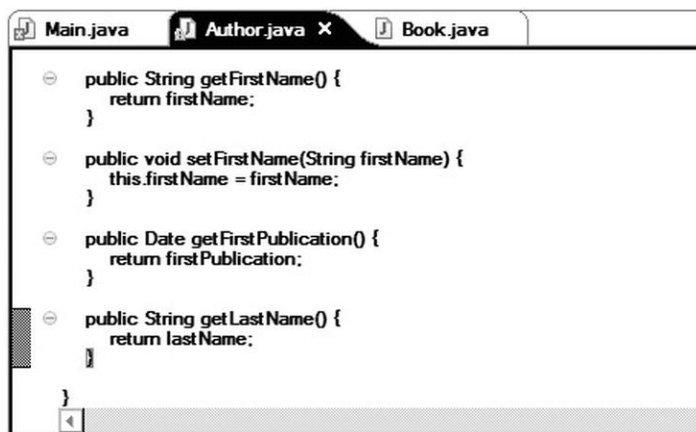 Main.java Author.java Book.java
public String getFirstName() {
return firstName;
}
public void setFirstName(String firstName) {
this.firstName = firstName;
}
public Date getFirstPublication() {
return firstPublication;
}
public String getLastName() {
return lastName;
}
}